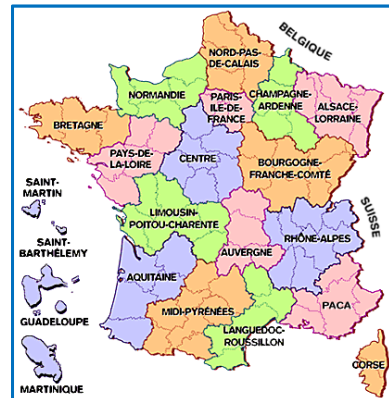 BELGIQUE
NORD-PAS-
DE-CALAIS
NORMANDIE
PARIS-
ILE-DE-
FRANCE
CHAMPAGNE-
ARDENNE
ALSACE-
LORRAINE
BRETAGNE
PAYS-DE-
LA-LOIRE
CENTRE
BOURGOGNE-
FRANCHE-COMTÉ
SUISSE
SAINT-
MARTIN
LIMOUSIN-
POITOU-CHARENTE
SAINT-
BARTHÉLEMY
AUVERGNE
RHÔNE-ALPES
AQUITAINE
GUADELOUPE
MIDI-PYRÉNÉES
PACA
LANGUEDOC-
ROUSSILLON
CORSE
MARTINIQUE